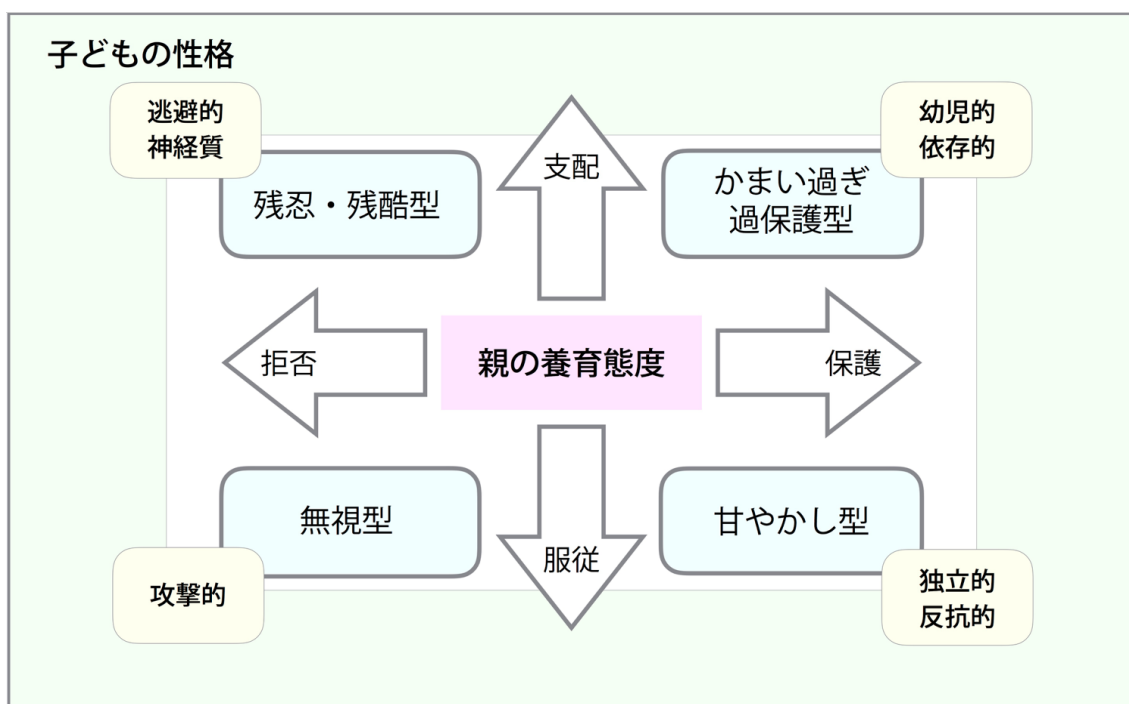 子どもの性格
逃避的
神経質
幼児的
依存的
支配
残忍・残酷型
かまい過ぎ
過保護型
拒否
親の養育態度
保護
無視型
甘やかし型
服従
攻撃的
独立的
反抗的